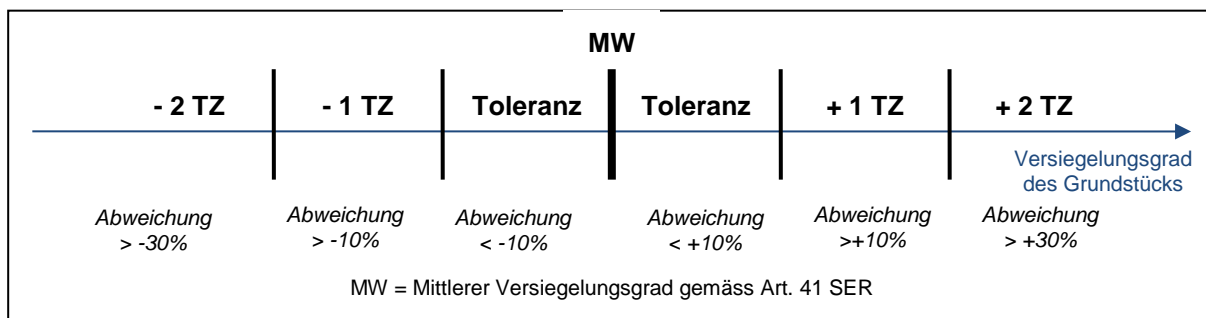 MW
- 2 TZ - 1 TZ Toleranz Toleranz + 1 TZ + 2 TZ
Versiegelungsgrad
des Grundstücks
Abweichung Abweichung Abweichung Abweichung Abweichung Abweichung
> -30% > -10% < -10% < +10% >+10% > +30%
MW = Mittlerer Versiegelungsgrad gemäss Art. 41 SER